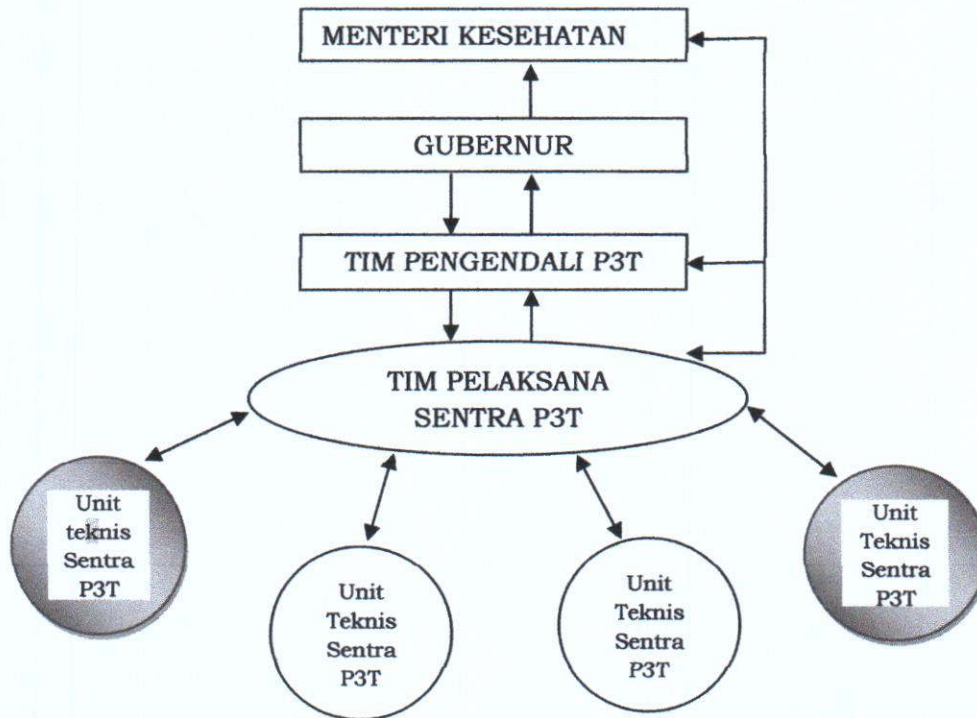 MENTERI KESEHATAN
GUBERNUR
TIM PENGENDALI P3T
TIM PELAKSANA
SENTRA P3T
Unit
teknis
Sentra
P3T
Unit
Teknis
Sentra
P3T
Unit
Teknis
Sentra
P3T
Unit
Teknis
Sentra
P3T